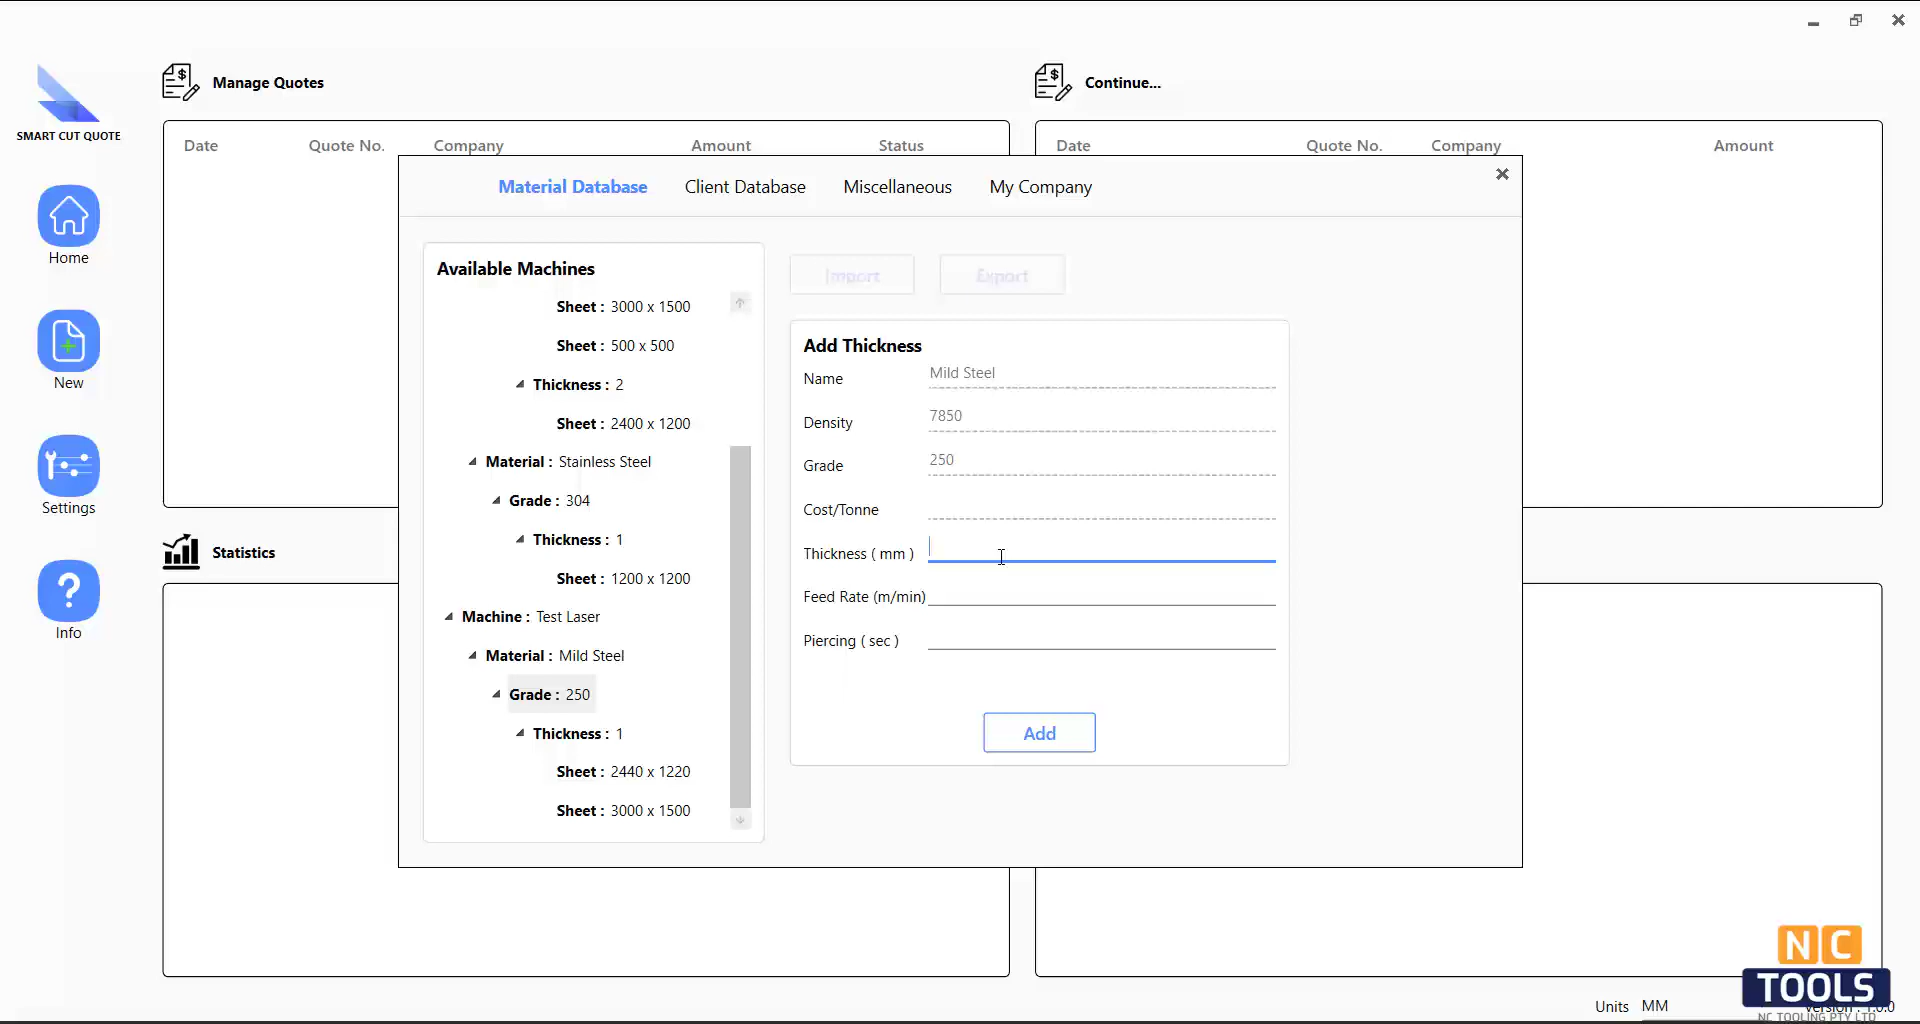 SMART CUT QUOTE
Home
New
Settings
Info
Manage Quotes
Date Quote No. Company Amount Status
Continue...
Date Quote No. Company Amount
Statistics
Material Database Client Database Miscellaneous My Company
Available Machines
Sheet : 3000 x 1500
Sheet : 500 x 500
Thickness : 2
Sheet : 2400 x 1200
Material : Stainless Steel
Grade : 304
Thickness : 1
Sheet : 1200 x 1200
Machine : Test Laser
Material : Mild Steel
Grade : 250
Thickness : 1
Sheet : 2440 x 1220
Sheet : 3000 x 1500
Import Export
Add Thickness
Name Mild Steel
Density 7850
Grade 250
Cost/Tonne
Thickness ( mm )
Feed Rate (m/min)
Piercing ( sec )
Add
Units MM
NC
TOOLS
NC TOOLING PTY LTD